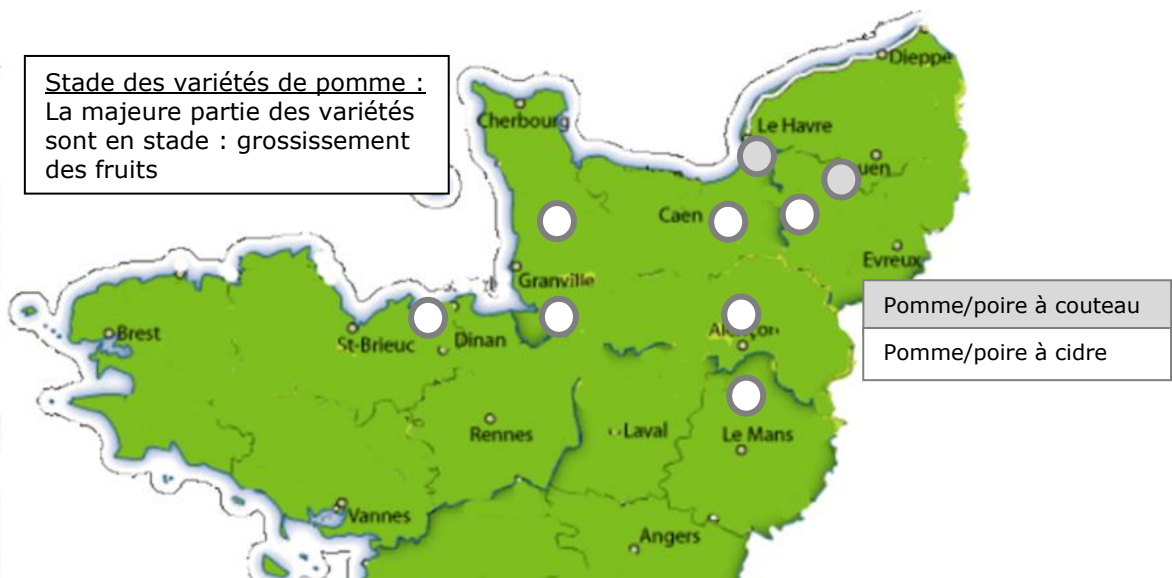 Stade des variétés de pomme :
La majeure partie des variétés
sont en stade : grossissement
des fruits
Dieppe
Cherbourg
Le Havre
Caen
Evreux
Granville
Pomme/poire à couteau
Pomme/poire à cidre
Brest
St-Brieuc
Dinan
Rennes
Laval
Le Mans
Vannes
Angers